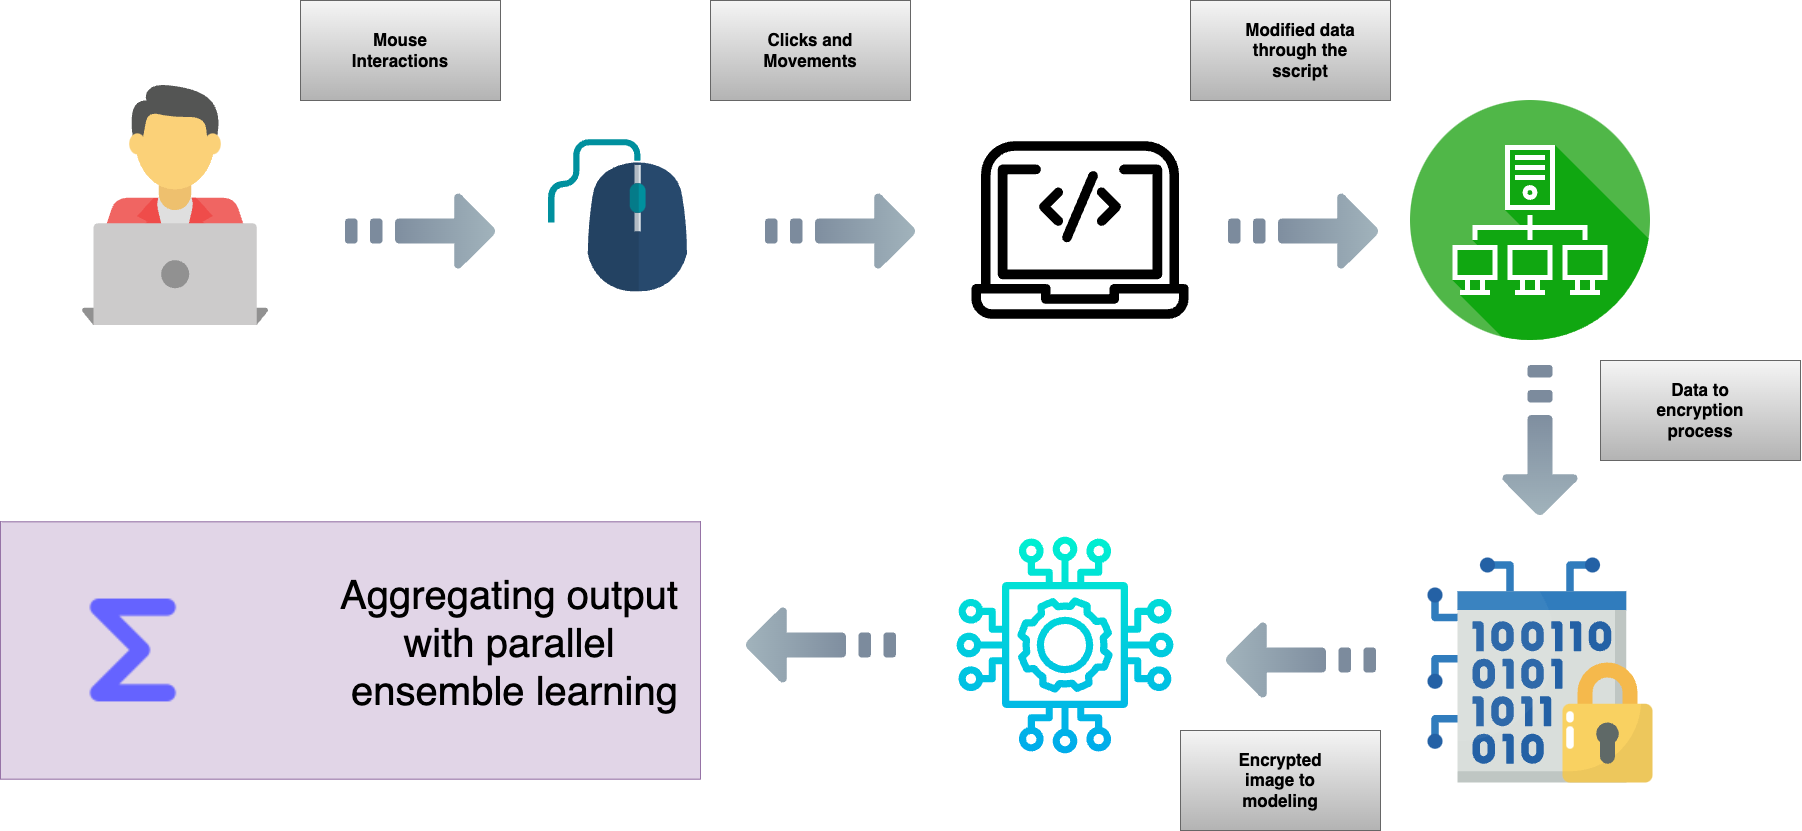 Mouse
Interactions
Clicks and
Movements
Modified data
through the
sscript
Data to
encryption
process
Aggregating output
with parallel
ensemble learning
100110
0101
1011
010
Encrypted
image to
modeling